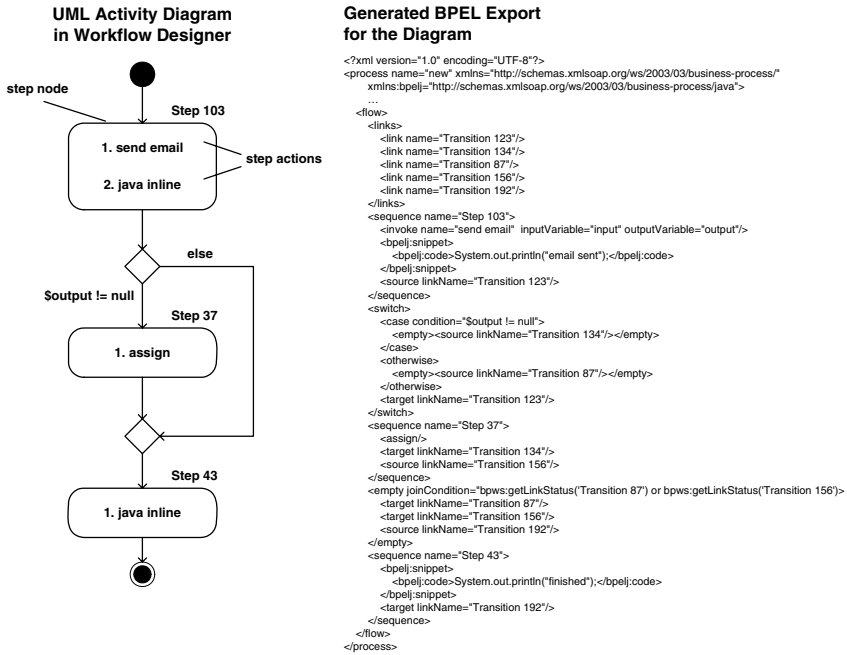 UML Activity Diagram
in Workflow Designer
step node
Step 103
1. send email
step actions
2. java inline
else
$output != null
Step 37
1. assign
Step 43
1. java inline
Generated BPEL Export
for the Diagram
<?xml version="1.0" encoding="UTF-8"?>
<process name="new" xmlns="http://schemas.xmlsoap.org/ws/2003/03/business-process/"
xmlns:bpelj="http://schemas.xmlsoap.org/ws/2003/03/business-process/java">
...
<flow>
<links>
<link name="Transition 123"/>
<link name="Transition 134"/>
<link name="Transition 87"/>
<link name="Transition 156"/>
<link name="Transition 192"/>
</links>
<sequence name="Step 103">
<invoke name="send email"  inputVariable="input" outputVariable="output"/>
<bpelj:snippet>
<bpelj:code>System.out.println("email sent");</bpelj:code>
</bpelj:snippet>
<source linkName="Transition 123"/>
</sequence>
<switch>
<case condition="$output != null">
<empty><source linkName="Transition 134"/></empty>
</case>
<otherwise>
<empty><source linkName="Transition 87"/></empty>
</otherwise>
<target linkName="Transition 123"/>
</switch>
<sequence name="Step 37">
<assign/>
<target linkName="Transition 134"/>
<source linkName="Transition 156"/>
</sequence>
<empty joinCondition="bpws:getLinkStatus('Transition 87') or bpws:getLinkStatus('Transition 156')>
<target linkName="Transition 87"/>
<target linkName="Transition 156"/>
<source linkName="Transition 192"/>
</empty>
<sequence name="Step 43">
<bpelj:snippet>
<bpelj:code>System.out.println("finished");</bpelj:code>
</bpelj:snippet>
<target linkName="Transition 192"/>
</sequence>
</flow>
</process>